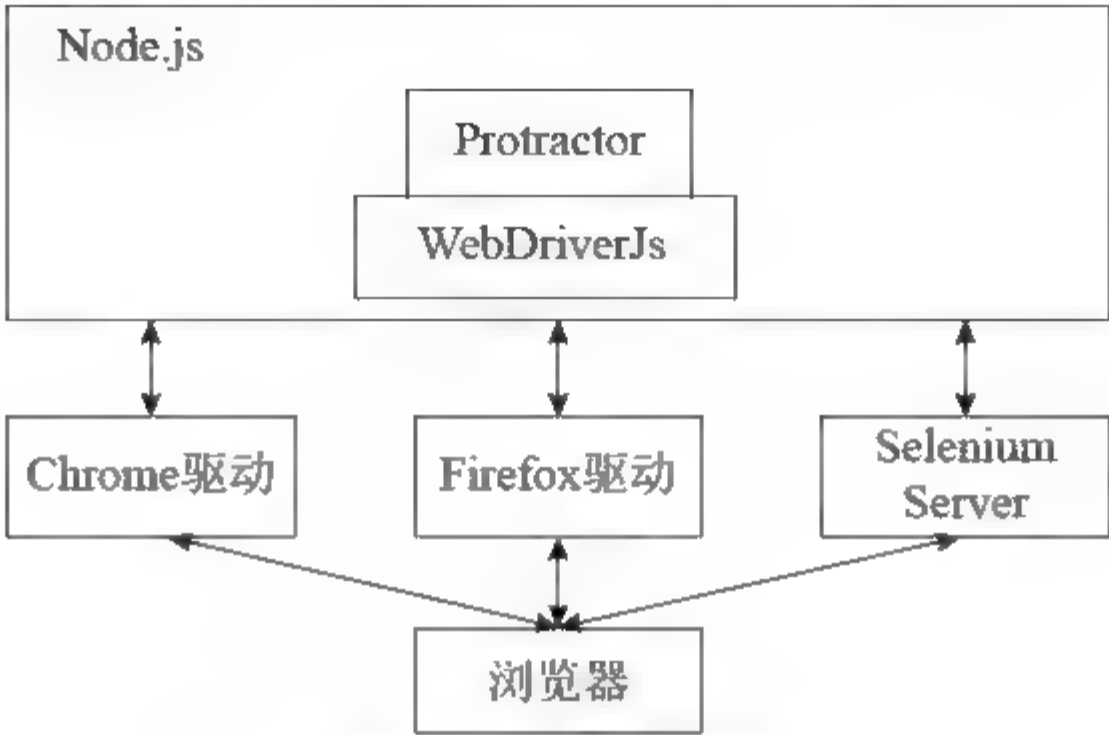 Node.js
Protractor
WebDriverJs
Chrome驱动
Firefox驱动
Selenium
Server
浏览器